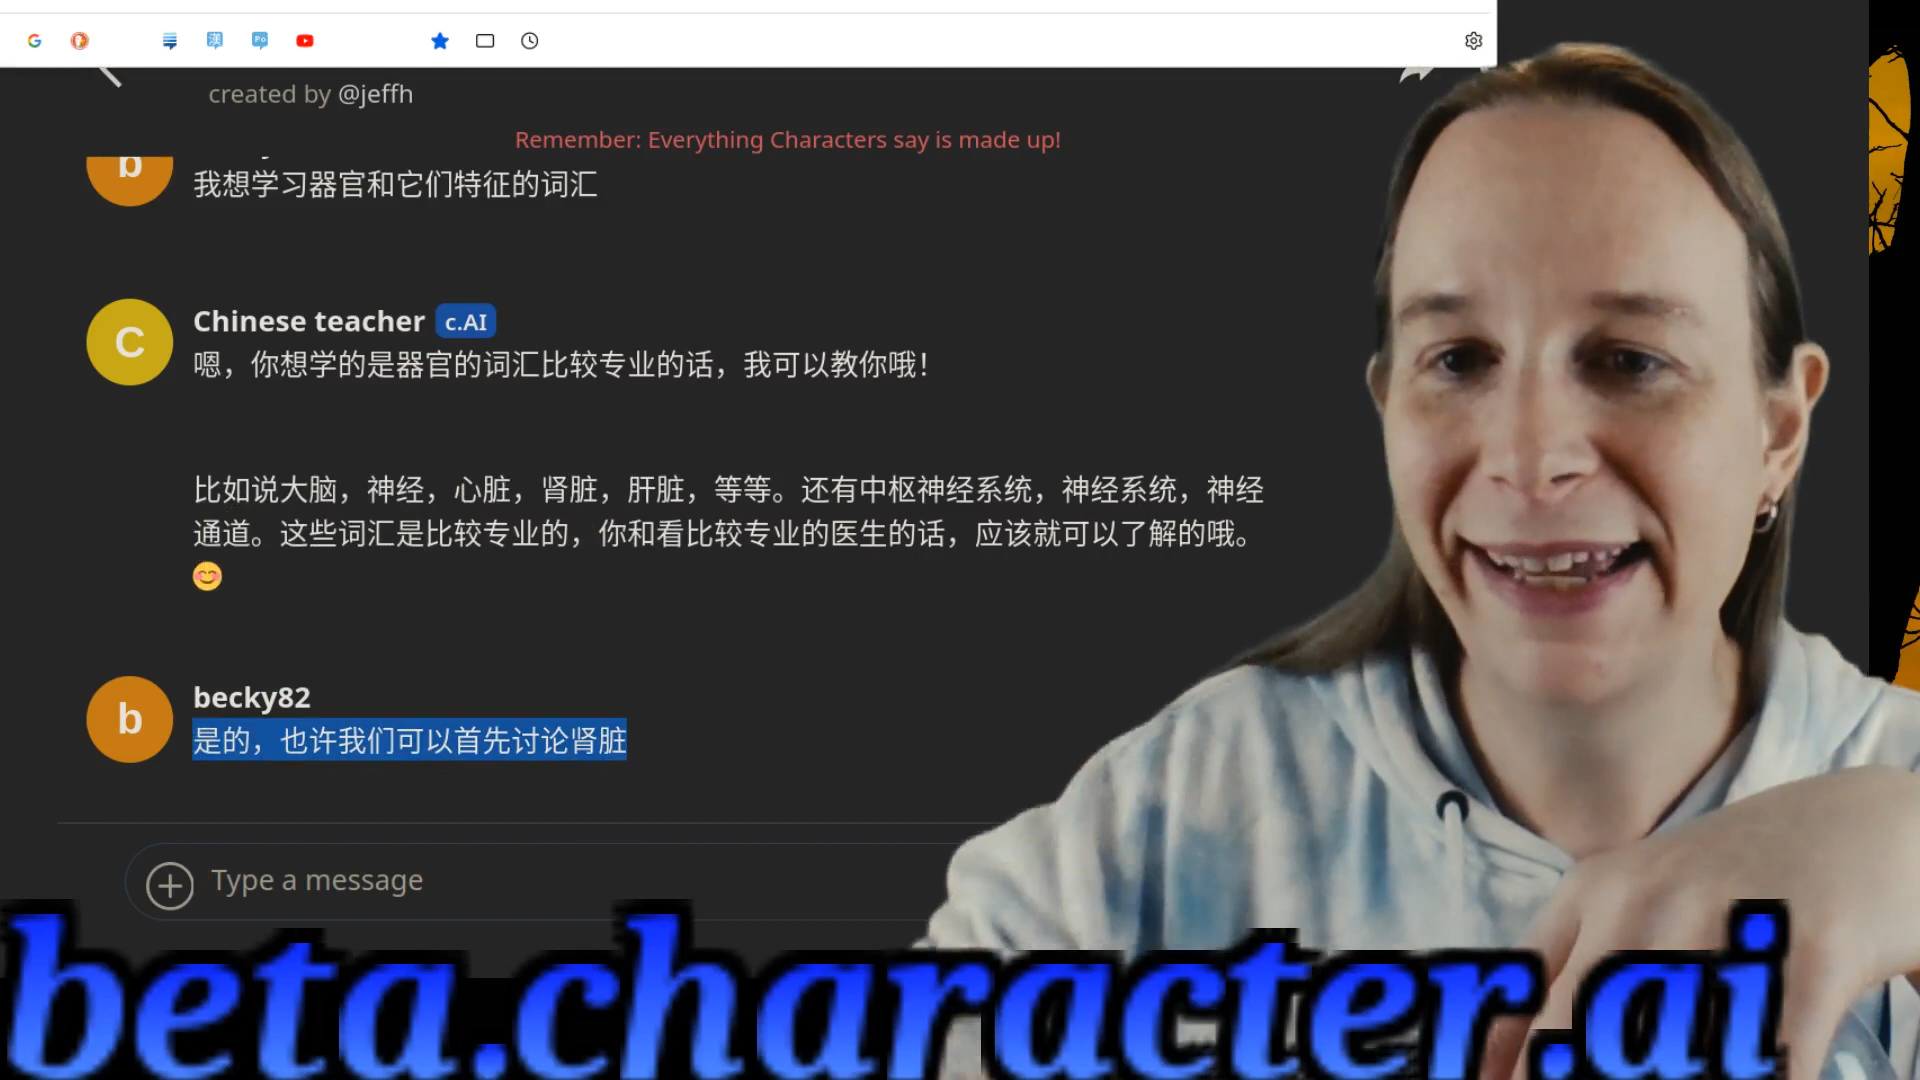 created by @jeffh
Remember: Everything Characters say is made up!
b
我想学习器官和它们特征的词汇
C
Chinese teacher c.AI
嗯，你想学的是器官的词汇比较专业的话，我可以教你哦！
比如说大脑，神经，心脏，肾脏，肝脏，等等。还有中枢神经系统，神经系统，神经
通道。这些词汇是比较专业的，你和看比较专业的医生的话，应该就可以了解的哦。
😊
b
becky82
是的，也许我们可以首先讨论肾脏
Type a message
beta.character.ai